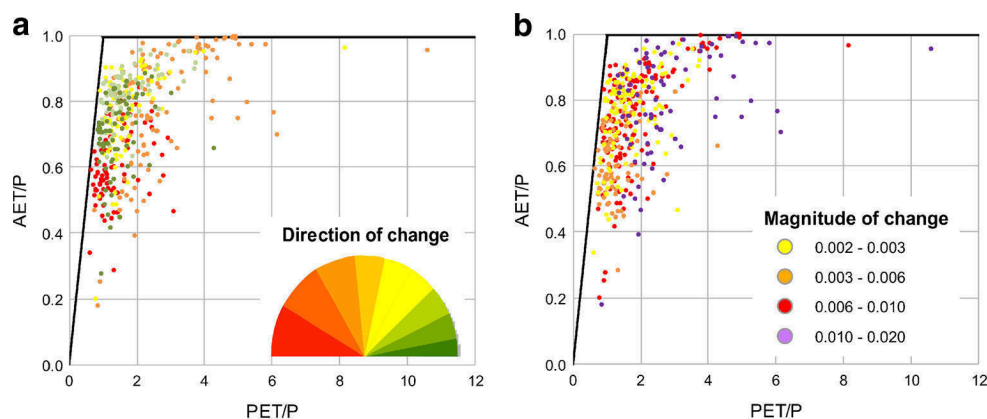 a
1.0
0.8
0.6
0.4
0.2
0.0
AET/P
0 2 4 6 8 10 12
PET/P
Direction of change
b
1.0
0.8
0.6
0.4
0.2
0.0
AET/P
0 2 4 6 8 10 12
PET/P
Magnitude of change
0.002 - 0.003
0.003 - 0.006
0.006 - 0.010
0.010 - 0.020